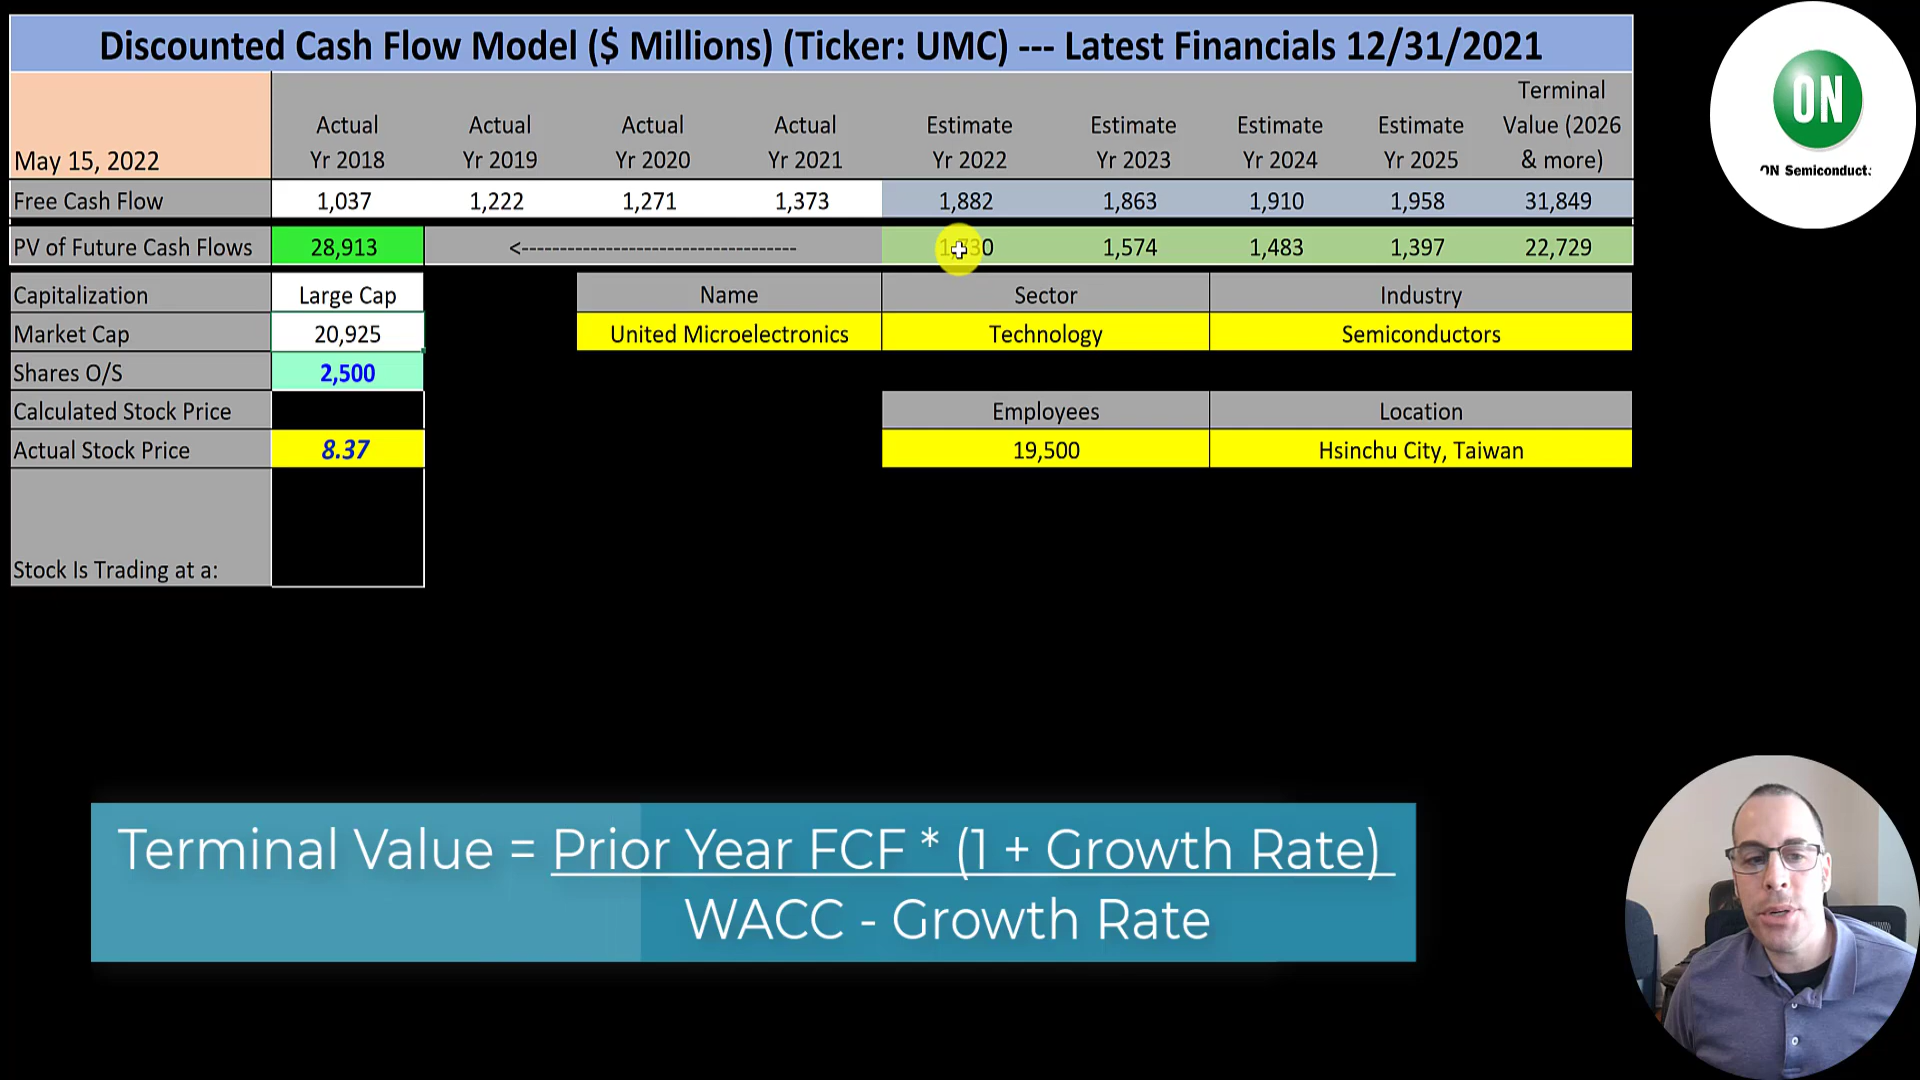 Discounted Cash Flow Model ($ Millions) (Ticker: UMC) --- Latest Financials 12/31/2021
ON
ON Semiconduct
May 15, 2022 Actual Yr 2018 Actual Yr 2019 Actual Yr 2020 Actual Yr 2021 Estimate Yr 2022 Estimate Yr 2023 Estimate Yr 2024 Estimate Yr 2025 Terminal Value (2026 & more)
Free Cash Flow 1,037 1,222 1,271 1,373 1,882 1,863 1,910 1,958 31,849
PV of Future Cash Flows 28,913 <---------------------------------- 1,730 1,574 1,483 1,397 22,729
Capitalization Large Cap Name Sector Industry
Market Cap 20,925 United Microelectronics Technology Semiconductors
Shares O/S 2,500
Calculated Stock Price Employees Location
Actual Stock Price 8.37 19,500 Hsinchu City, Taiwan
Stock Is Trading at a:
Terminal Value = Prior Year FCF * (1 + Growth Rate)
WACC - Growth Rate